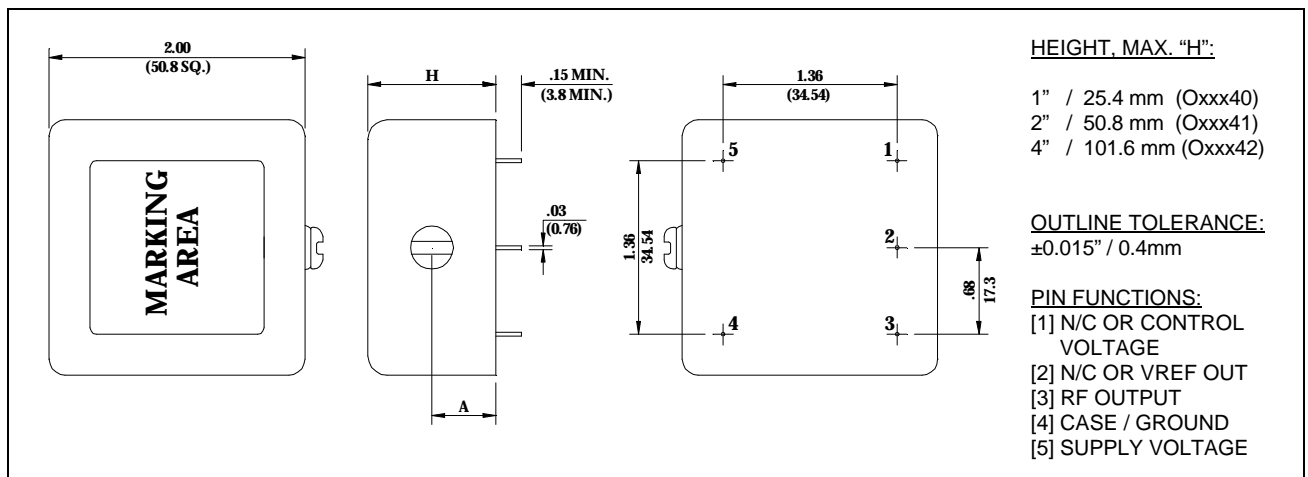 2.00
(50.8 SQ.)
MARKING
AREA
H
.15 MIN.
(3.8 MIN.)
.03
(0.76)
A
1.36
(34.54)
5
1
1.36
34.54
2
.68
17.3
4
3
HEIGHT, MAX. “H”:
1” / 25.4 mm (Oxxx40)
2” / 50.8 mm (Oxxx41)
4” / 101.6 mm (Oxxx42)
OUTLINE TOLERANCE:
±0.015” / 0.4mm
PIN FUNCTIONS:
[1] N/C OR CONTROL
VOLTAGE
[2] N/C OR VREF OUT
[3] RF OUTPUT
[4] CASE / GROUND
[5] SUPPLY VOLTAGE